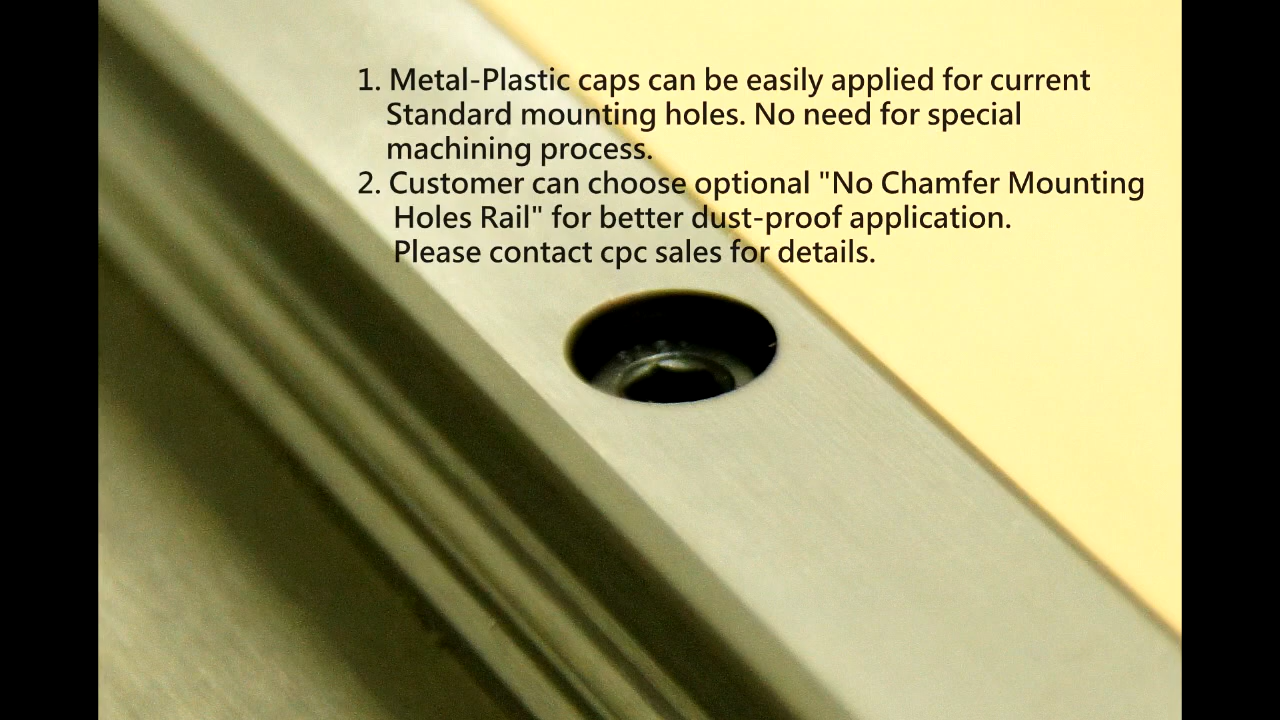 1. Metal-Plastic caps can be easily applied for current
Standard mounting holes. No need for special
machining process.
2. Customer can choose optional "No Chamfer Mounting
Holes Rail" for better dust-proof application.
Please contact cpc sales for details.